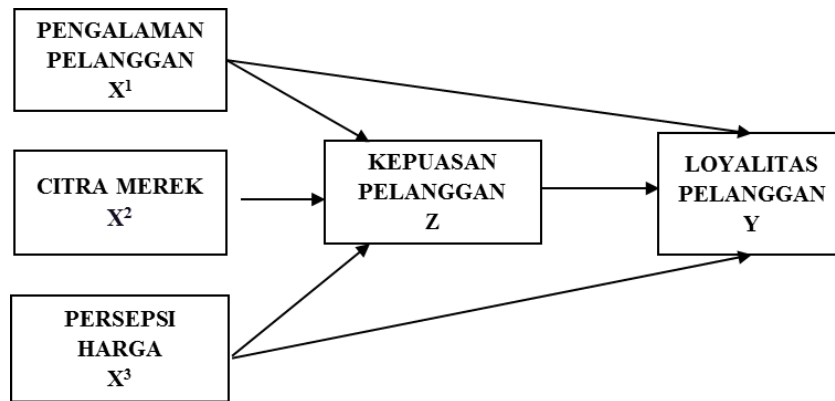 PENGALAMAN
PELANGGAN
X¹
CITRA MEREK
X²
PERSEPSI
HARGA
X³
KEPUASAN
PELANGGAN
Z
LOYALITAS
PELANGGAN
Y